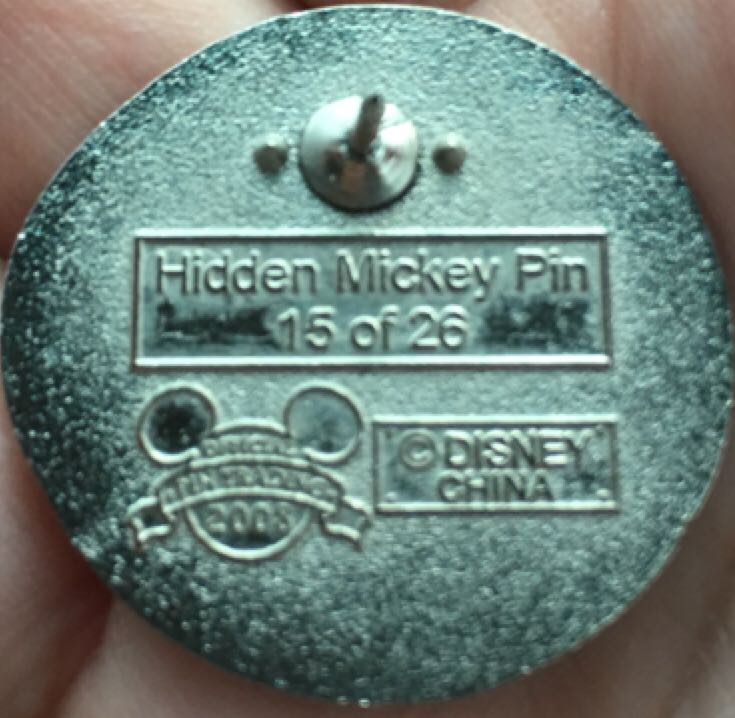 Hidden Mickey Pin
15 of 26
OFFICIAL
PIN TRADING
2008
© DISNEY
CHINA